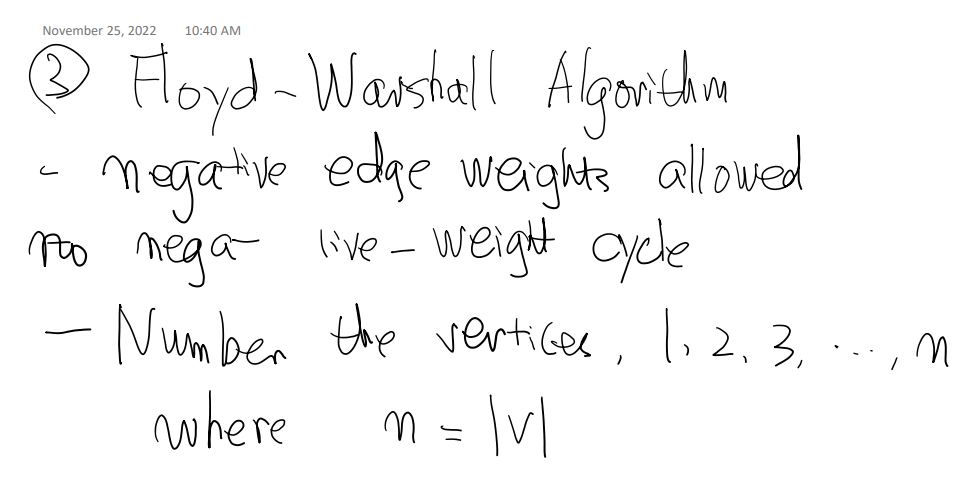 November 25, 2022 10:40 AM
③ Floyd-Warshall Algorithm
- negative edge weights allowed
no nega- tive-weight cycle
- Number the vertices, 1, 2, 3, ..., n
where n = |V|